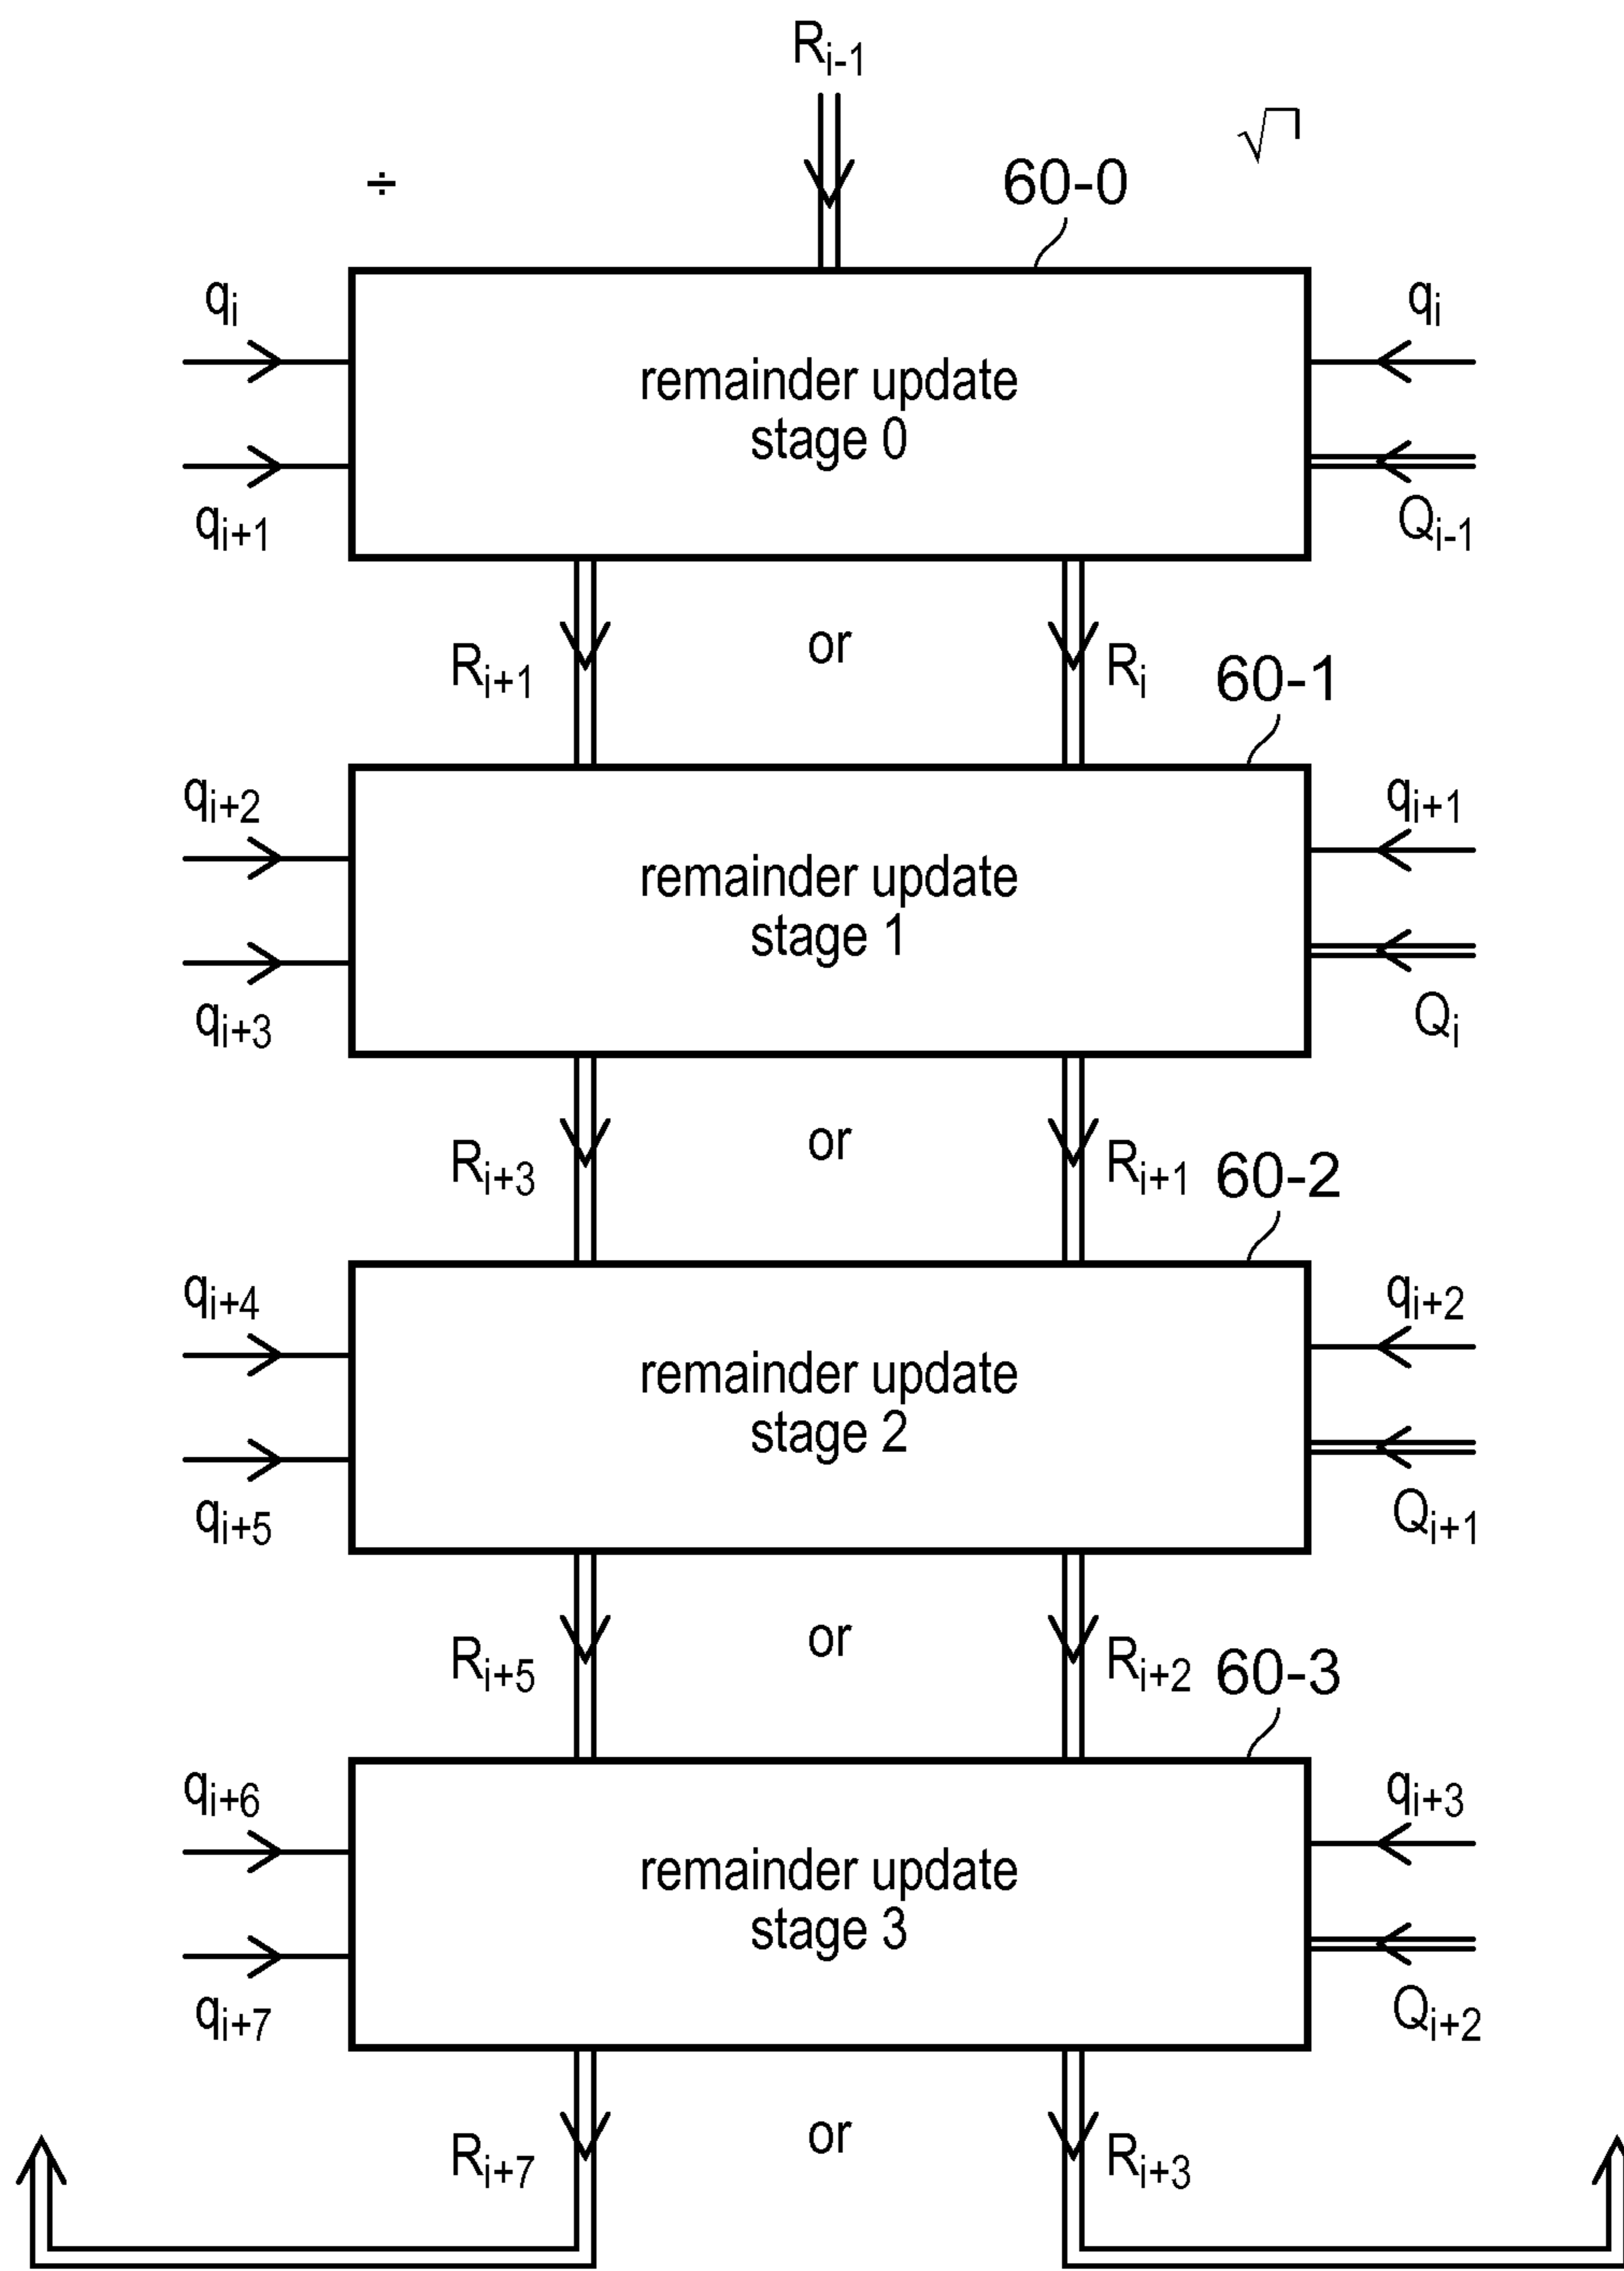 R_{i-1}
÷
√
60-0
q_i
q_i
remainder update
stage 0
q_{i+1}
Q_{i-1}
R_{i+1}
or
R_i
60-1
q_{i+2}
q_{i+1}
remainder update
stage 1
q_{i+3}
Q_i
R_{i+3}
or
R_{i+1}
60-2
q_{i+4}
q_{i+2}
remainder update
stage 2
q_{i+5}
Q_{i+1}
R_{i+5}
or
R_{i+2}
60-3
q_{i+6}
q_{i+3}
remainder update
stage 3
q_{i+7}
Q_{i+2}
R_{i+7}
or
R_{i+3}